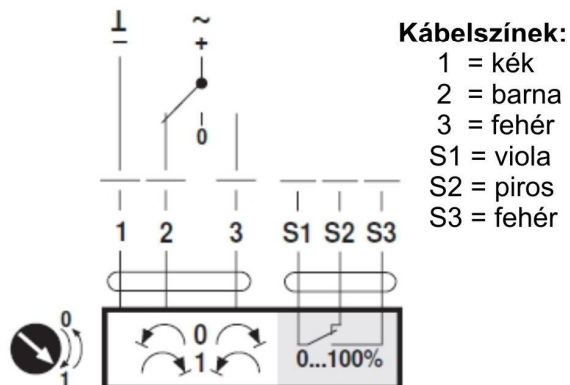 ⊥ ~
− +
Kábelszínek:
1 = kék
2 = barna
3 = fehér
S1 = viola
S2 = piros
S3 = fehér
0
1 2 3 S1 S2 S3
0 0
1 1
0...100%